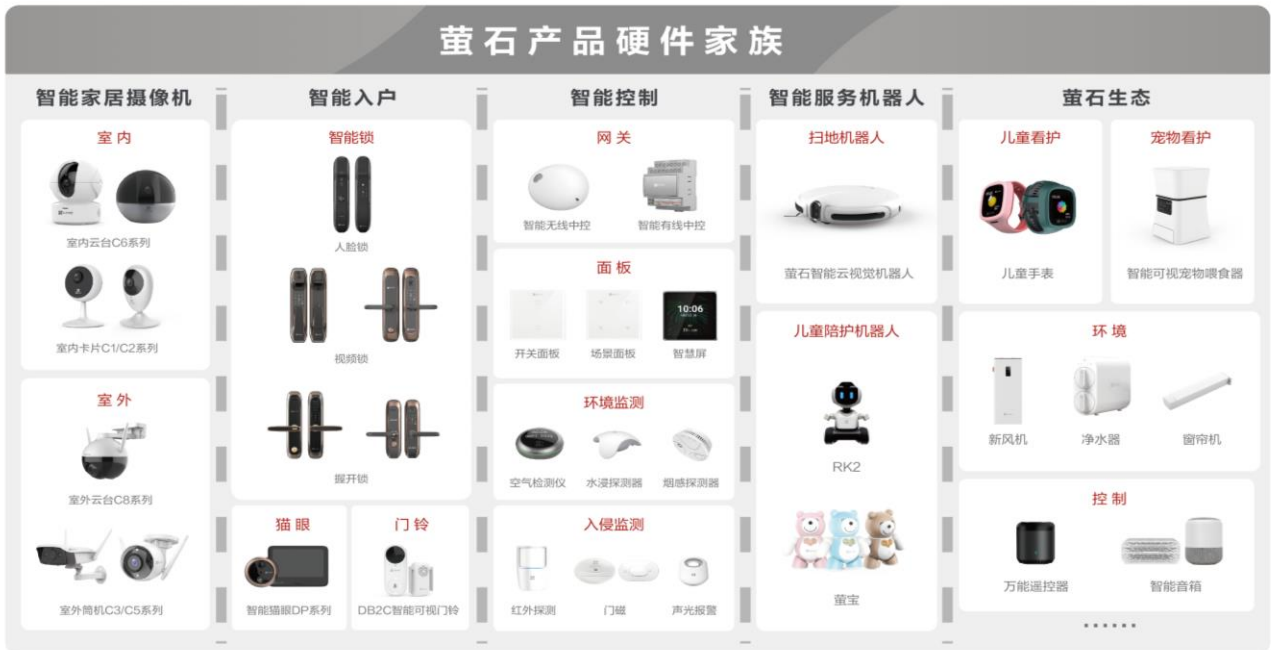 萤石产品硬件家族
智能家居摄像机
室内
室内云台C6系列
室内卡片C1/C2系列
室外
室外云台C8系列
室外筒机C3/C5系列
智能入户
智能锁
人脸锁
视频锁
握开锁
猫眼
智能猫眼DP系列
门铃
DB2C智能可视门铃
智能控制
网关
智能无线中控
智能有线中控
面板
10:06
开关面板
场景面板
智慧屏
环境监测
空气检测仪
水浸探测器
烟感探测器
入侵监测
红外探测
门磁
声光报警
智能服务机器人
扫地机器人
萤石智能云视觉机器人
儿童陪护机器人
RK2
萤宝
萤石生态
儿童看护
儿童手表
宠物看护
智能可视宠物喂食器
环境
新风机
净水器
窗帘机
控制
万能遥控器
智能音箱
······